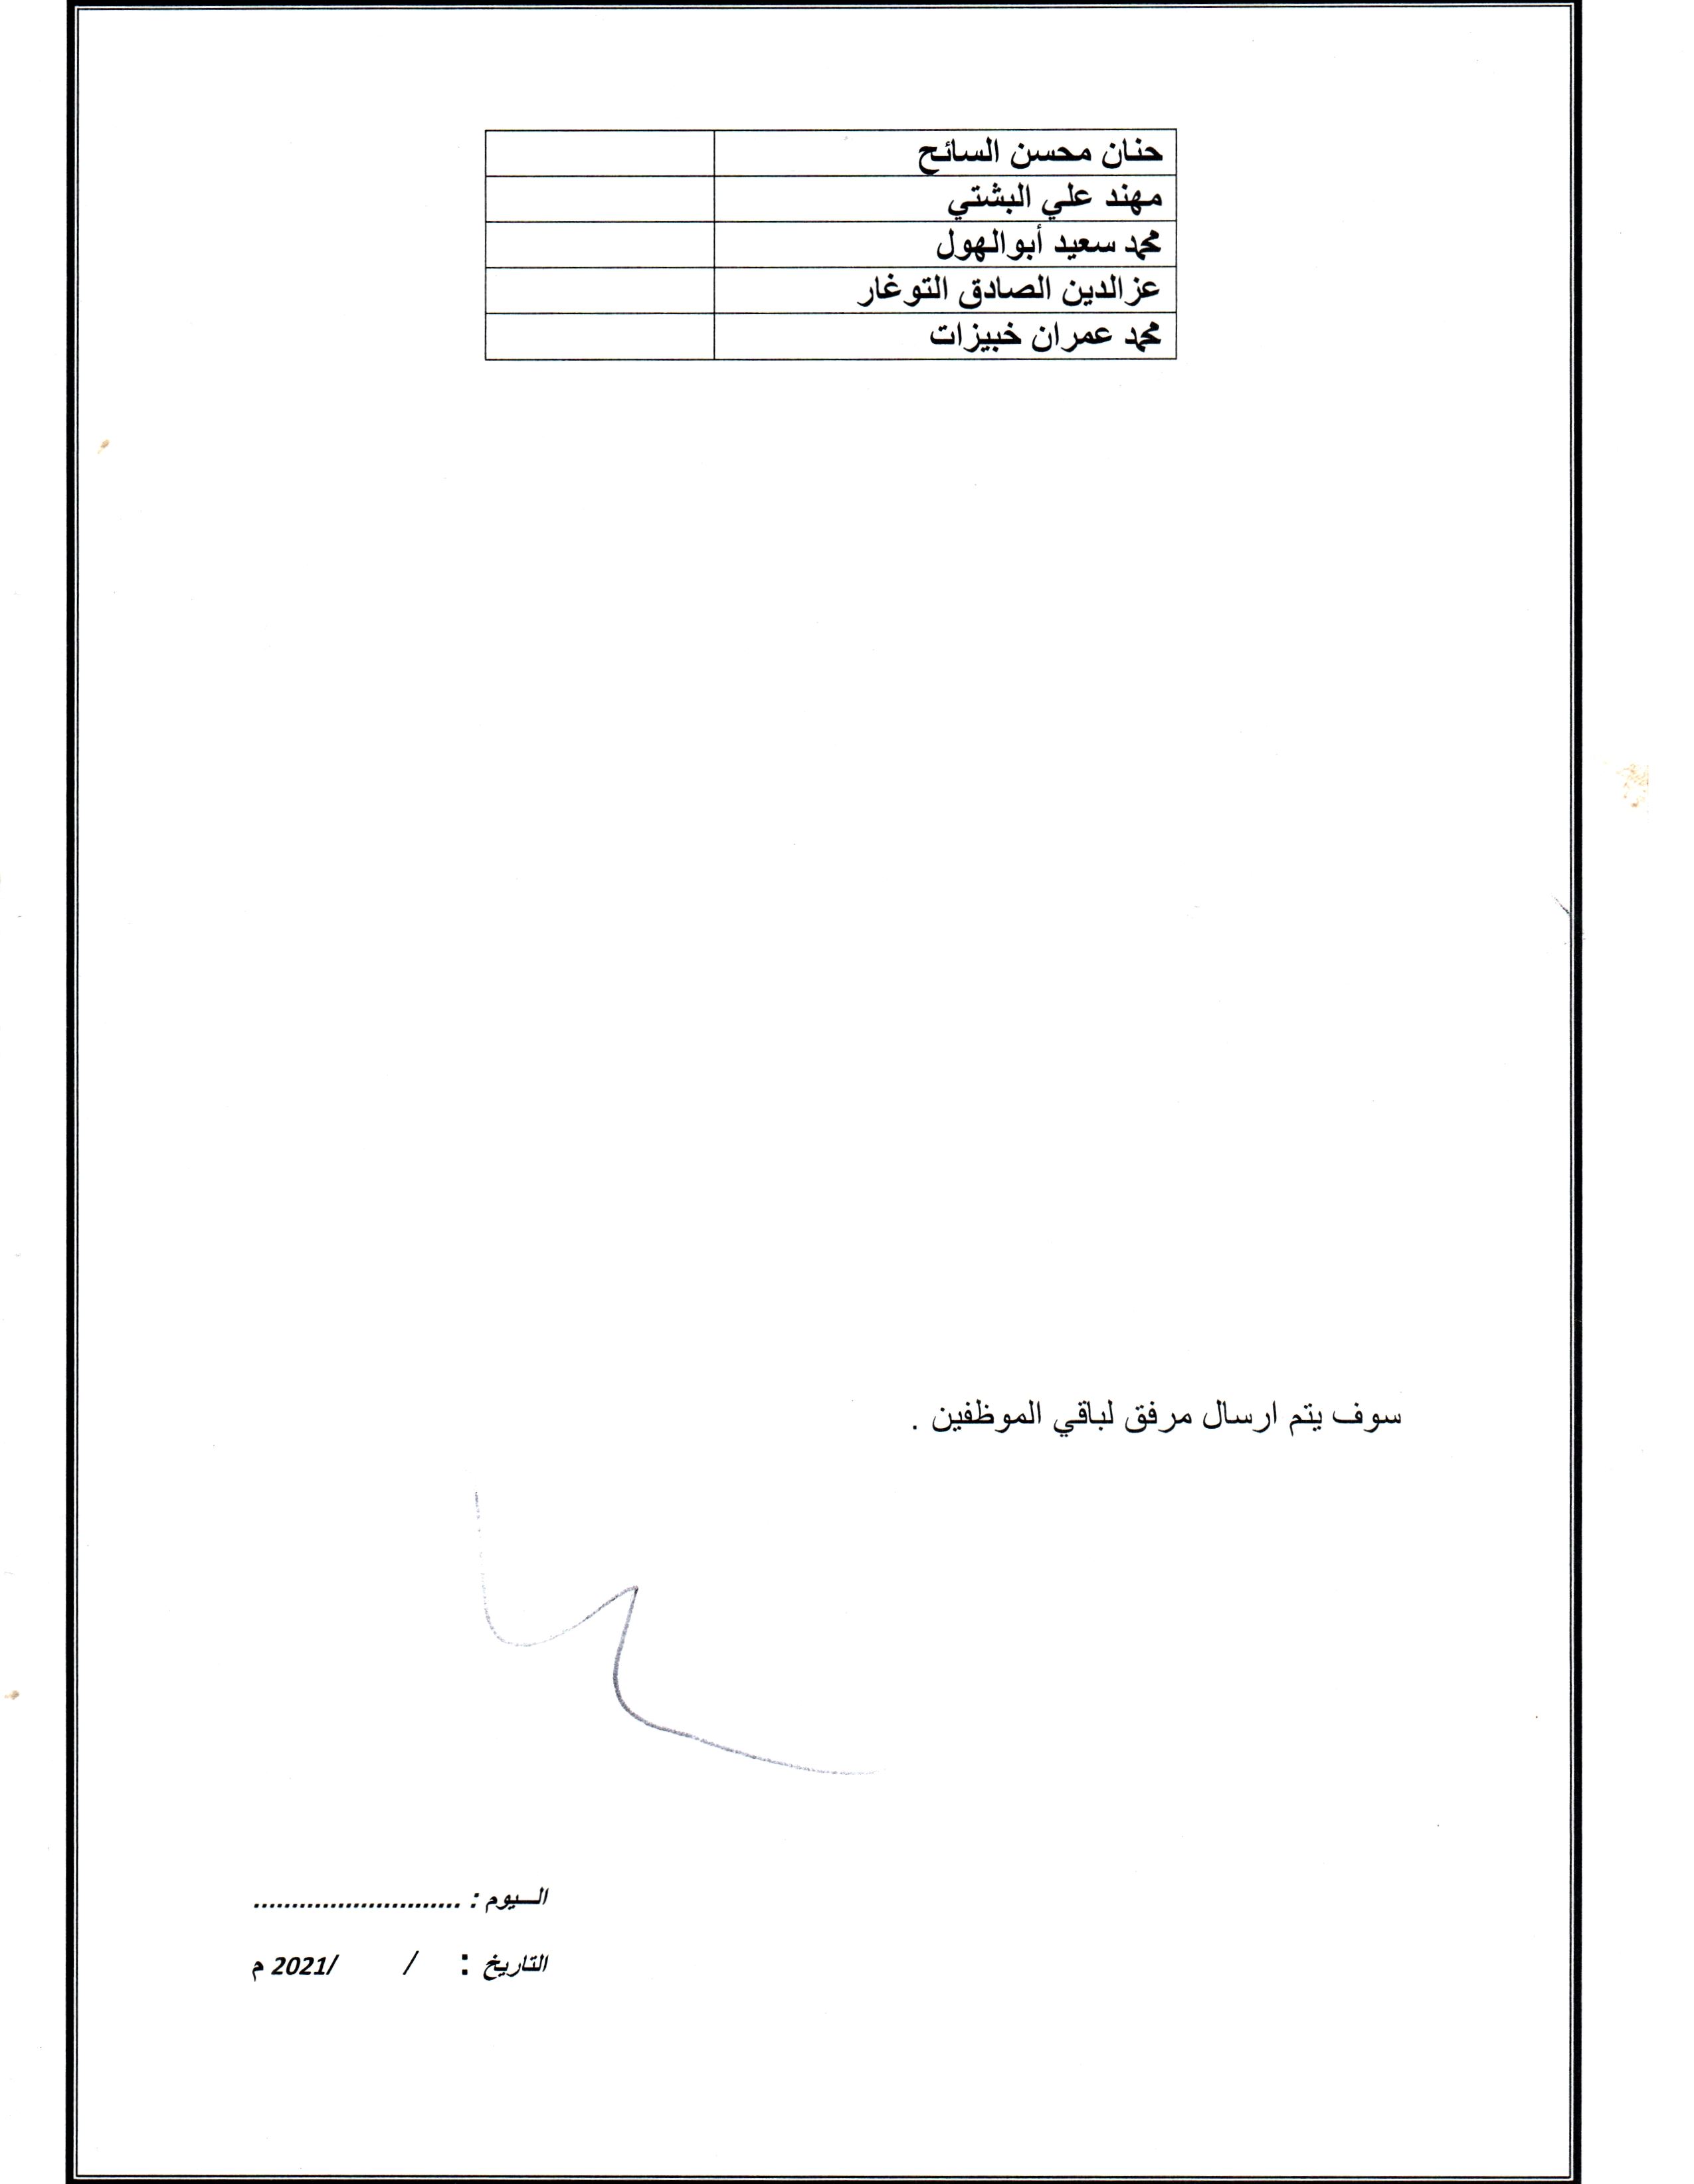 حنان محسن السائح
مهند علي البشتي
محمد سعيد أبوالهول
عزالدين الصادق التوغار
محمد عمران خبيزات
سوف يتم ارسال مرفق لباقي الموظفين .
اليوم : ...........................
التاريخ : / /2021 م